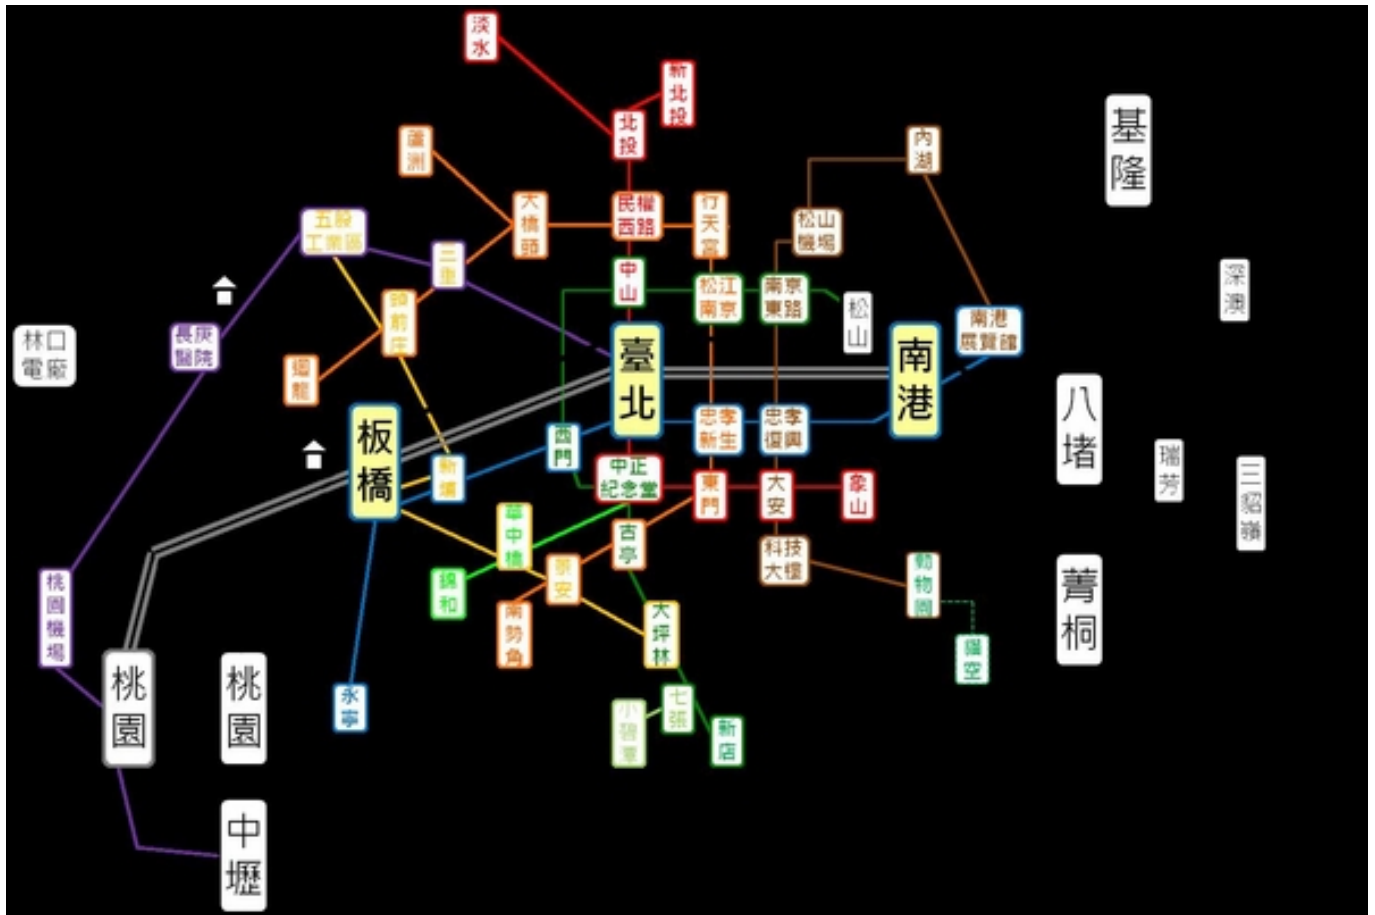 淡
水
新
北
投
北
投
蘆
洲
內
湖
基
隆
大
橋
頭
民權
西路
行
天
宮
五股
工業區
松山
機場
三
重
中
山
松江
南京
南京
東路
深
澳
頭
前
庄
松
山
南港
展覽館
林口
電廠
長庚
醫院
臺
北
南
港
迴
龍
板
橋
八
堵
忠孝
新生
忠孝
復興
西
門
新
埔
中正
紀念堂
東
門
大
安
象
山
瑞
芳
三
貂
嶺
華
中
橋
古
亭
科技
大樓
動
物
園
菁
桐
錦
和
景
安
桃
園
機
場
南
勢
角
大
坪
林
貓
空
桃
園
桃
園
永
寧
七
張
小
碧
潭
新
店
中
壢